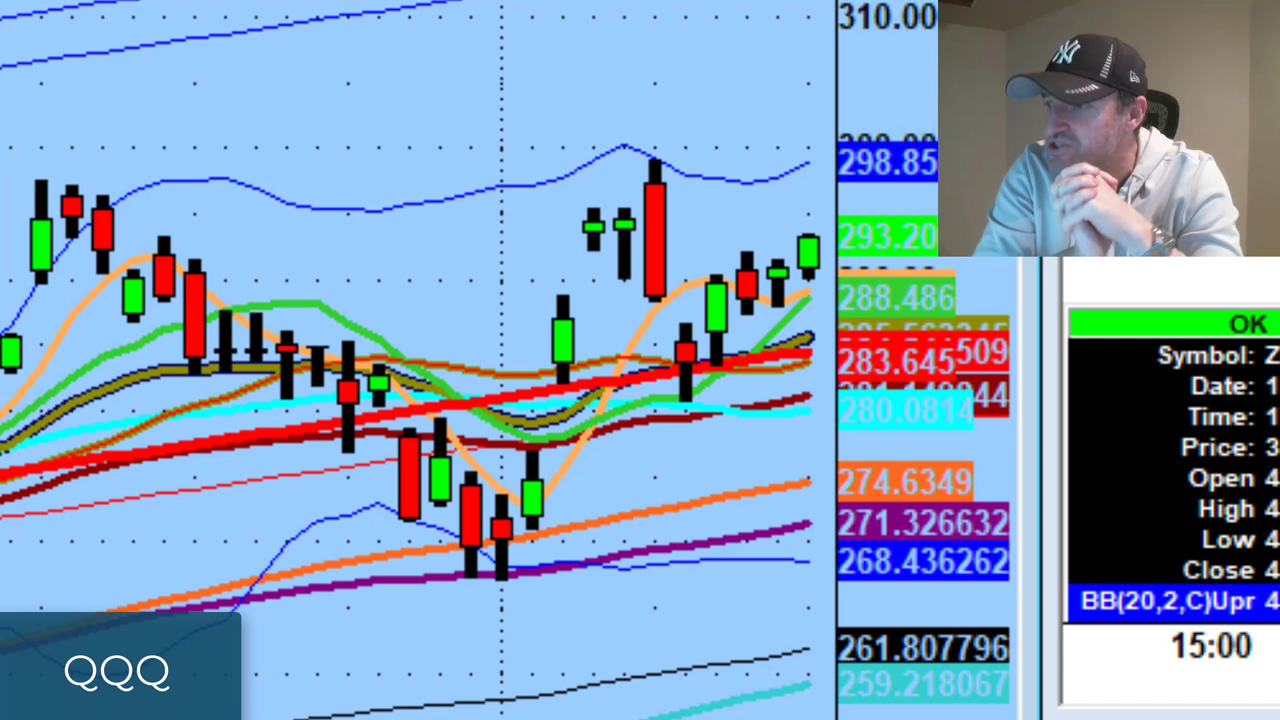 310.00
298.85
293.20
288.486
509
283.645
44
280.0814
274.6349
271.326632
268.436262
261.807796
259.218067
NY
OK
Symbol: Z
Date: 1
Time: 1
Price: 3
Open 4
High 4
Low 4
Close 4
BB(20,2,C)Upr 4
15:00
QQQ